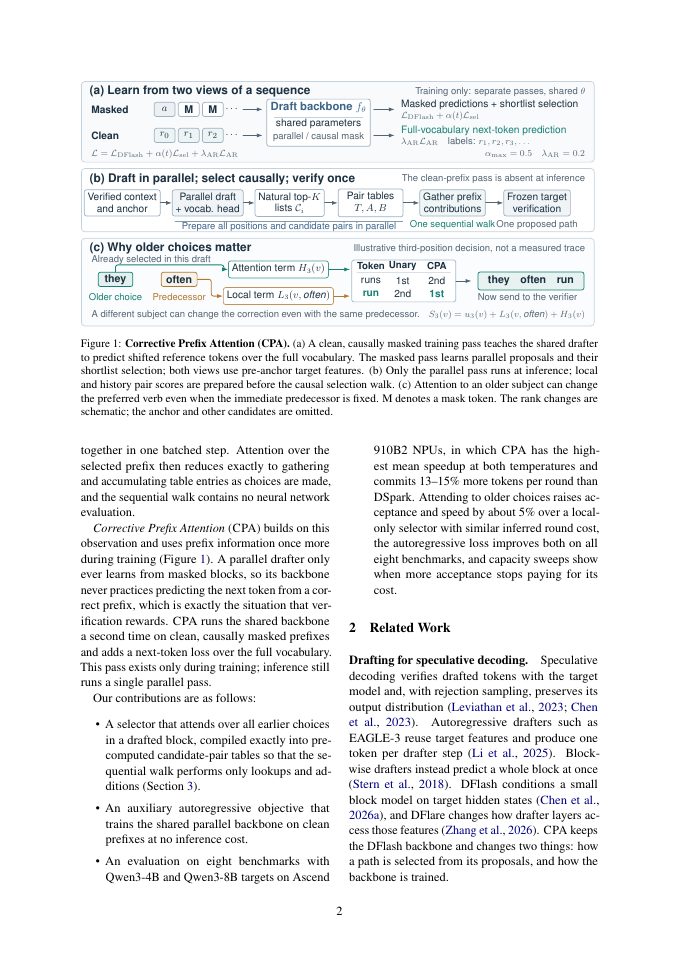 (a) Learn from two views of a sequence
Training only: separate passes, shared θ
Masked a M M ···
Draft backbone fθ
shared parameters
parallel / causal mask
Masked predictions + shortlist selection
ℒDFlash + α(t)ℒsel
Clean r0 r1 r2 ···
Full-vocabulary next-token prediction
λARℒAR labels: r1, r2, r3, ...
ℒ = ℒDFlash + α(t)ℒsel + λARℒAR
αmax = 0.5 λAR = 0.2
(b) Draft in parallel; select causally; verify once
The clean-prefix pass is absent at inference
Verified context
and anchor
Parallel draft
+ vocab. head
Natural top-K
lists 𝒞i
Pair tables
T, A, B
Gather prefix
contributions
Frozen target
verification
Prepare all positions and candidate pairs in parallel
One sequential walk
One proposed path
(c) Why older choices matter
Illustrative third-position decision, not a measured trace
Already selected in this draft
they
often
Older choice
Predecessor
Attention term H3(v)
Local term L3(v, often)
Token Unary CPA
runs 1st 2nd
run 2nd 1st
they often run
Now send to the verifier
A different subject can change the correction even with the same predecessor. S3(v) = u3(v) + L3(v, often) + H3(v)
Figure 1: Corrective Prefix Attention (CPA). (a) A clean, causally masked training pass teaches the shared drafter
to predict shifted reference tokens over the full vocabulary. The masked pass learns parallel proposals and their
shortlist selection; both views use pre-anchor target features. (b) Only the parallel pass runs at inference; local
and history pair scores are prepared before the causal selection walk. (c) Attention to an older subject can change
the preferred verb even when the immediate predecessor is fixed. M denotes a mask token. The rank changes are
schematic; the anchor and other candidates are omitted.
together in one batched step. Attention over the
selected prefix then reduces exactly to gathering
and accumulating table entries as choices are made,
and the sequential walk contains no neural network
evaluation.
Corrective Prefix Attention (CPA) builds on this
observation and uses prefix information once more
during training (Figure 1). A parallel drafter only
ever learns from masked blocks, so its backbone
never practices predicting the next token from a cor-
rect prefix, which is exactly the situation that ver-
ification rewards. CPA runs the shared backbone
a second time on clean, causally masked prefixes
and adds a next-token loss over the full vocabulary.
This pass exists only during training; inference still
runs a single parallel pass.
Our contributions are as follows:
• A selector that attends over all earlier choices
in a drafted block, compiled exactly into pre-
computed candidate-pair tables so that the se-
quential walk performs only lookups and ad-
ditions (Section 3).
• An auxiliary autoregressive objective that
trains the shared parallel backbone on clean
prefixes at no inference cost.
• An evaluation on eight benchmarks with
Qwen3-4B and Qwen3-8B targets on Ascend
910B2 NPUs, in which CPA has the high-
est mean speedup at both temperatures and
commits 13–15% more tokens per round than
DSpark. Attending to older choices raises ac-
ceptance and speed by about 5% over a local-
only selector with similar inferred round cost,
the autoregressive loss improves both on all
eight benchmarks, and capacity sweeps show
when more acceptance stops paying for its
cost.
2 Related Work
Drafting for speculative decoding. Speculative
decoding verifies drafted tokens with the target
model and, with rejection sampling, preserves its
output distribution (Leviathan et al., 2023; Chen
et al., 2023). Autoregressive drafters such as
EAGLE-3 reuse target features and produce one
token per drafter step (Li et al., 2025). Block-
wise drafters instead predict a whole block at once
(Stern et al., 2018). DFlash conditions a small
block model on target hidden states (Chen et al.,
2026a), and DFlare changes how drafter layers ac-
cess those features (Zhang et al., 2026). CPA keeps
the DFlash backbone and changes two things: how
a path is selected from its proposals, and how the
backbone is trained.
2